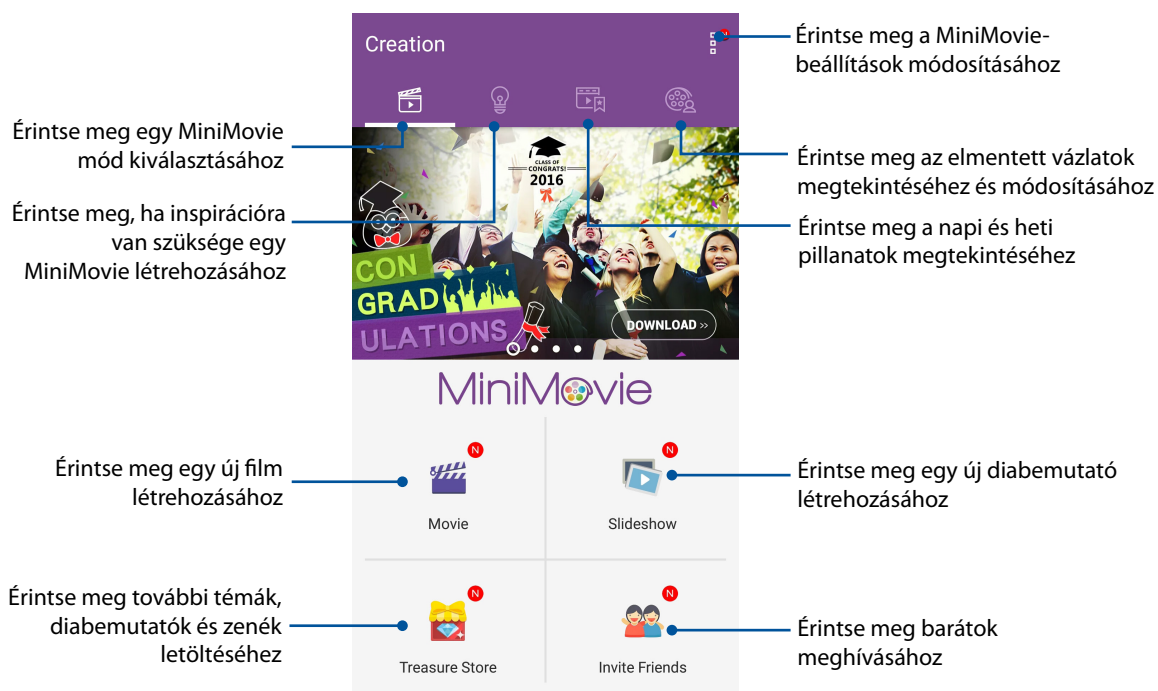 Creation
Érintse meg a MiniMovie-
beállítások módosításához
Érintse meg egy MiniMovie
mód kiválasztásához
Érintse meg, ha inspirációra
van szüksége egy
MiniMovie létrehozásához
Érintse meg az elmentett vázlatok
megtekintéséhez és módosításához
Érintse meg a napi és heti
pillanatok megtekintéséhez
CLASS OF
CONGRATS!
2016
CON
GRAD
ULATIONS
DOWNLOAD »
MiniMovie
N
N
N
Érintse meg egy új film
létrehozásához
Movie
Slideshow
Érintse meg egy új diabemutató
létrehozásához
N
N
Érintse meg további témák,
diabemutatók és zenék
letöltéséhez
Treasure Store
Invite Friends
Érintse meg barátok
meghívásához